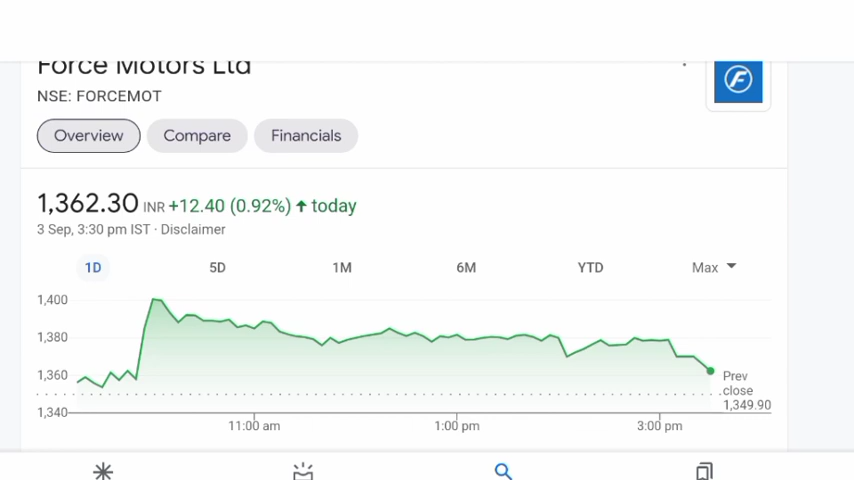 Force Motors Ltd
NSE: FORCEMOT
Overview Compare Financials
1,362.30 INR +12.40 (0.92%) ↑ today
3 Sep, 3:30 pm IST · Disclaimer
1D 5D 1M 6M YTD Max
1,400
1,380
1,360
1,340
Prev
close
1,349.90
11:00 am 1:00 pm 3:00 pm